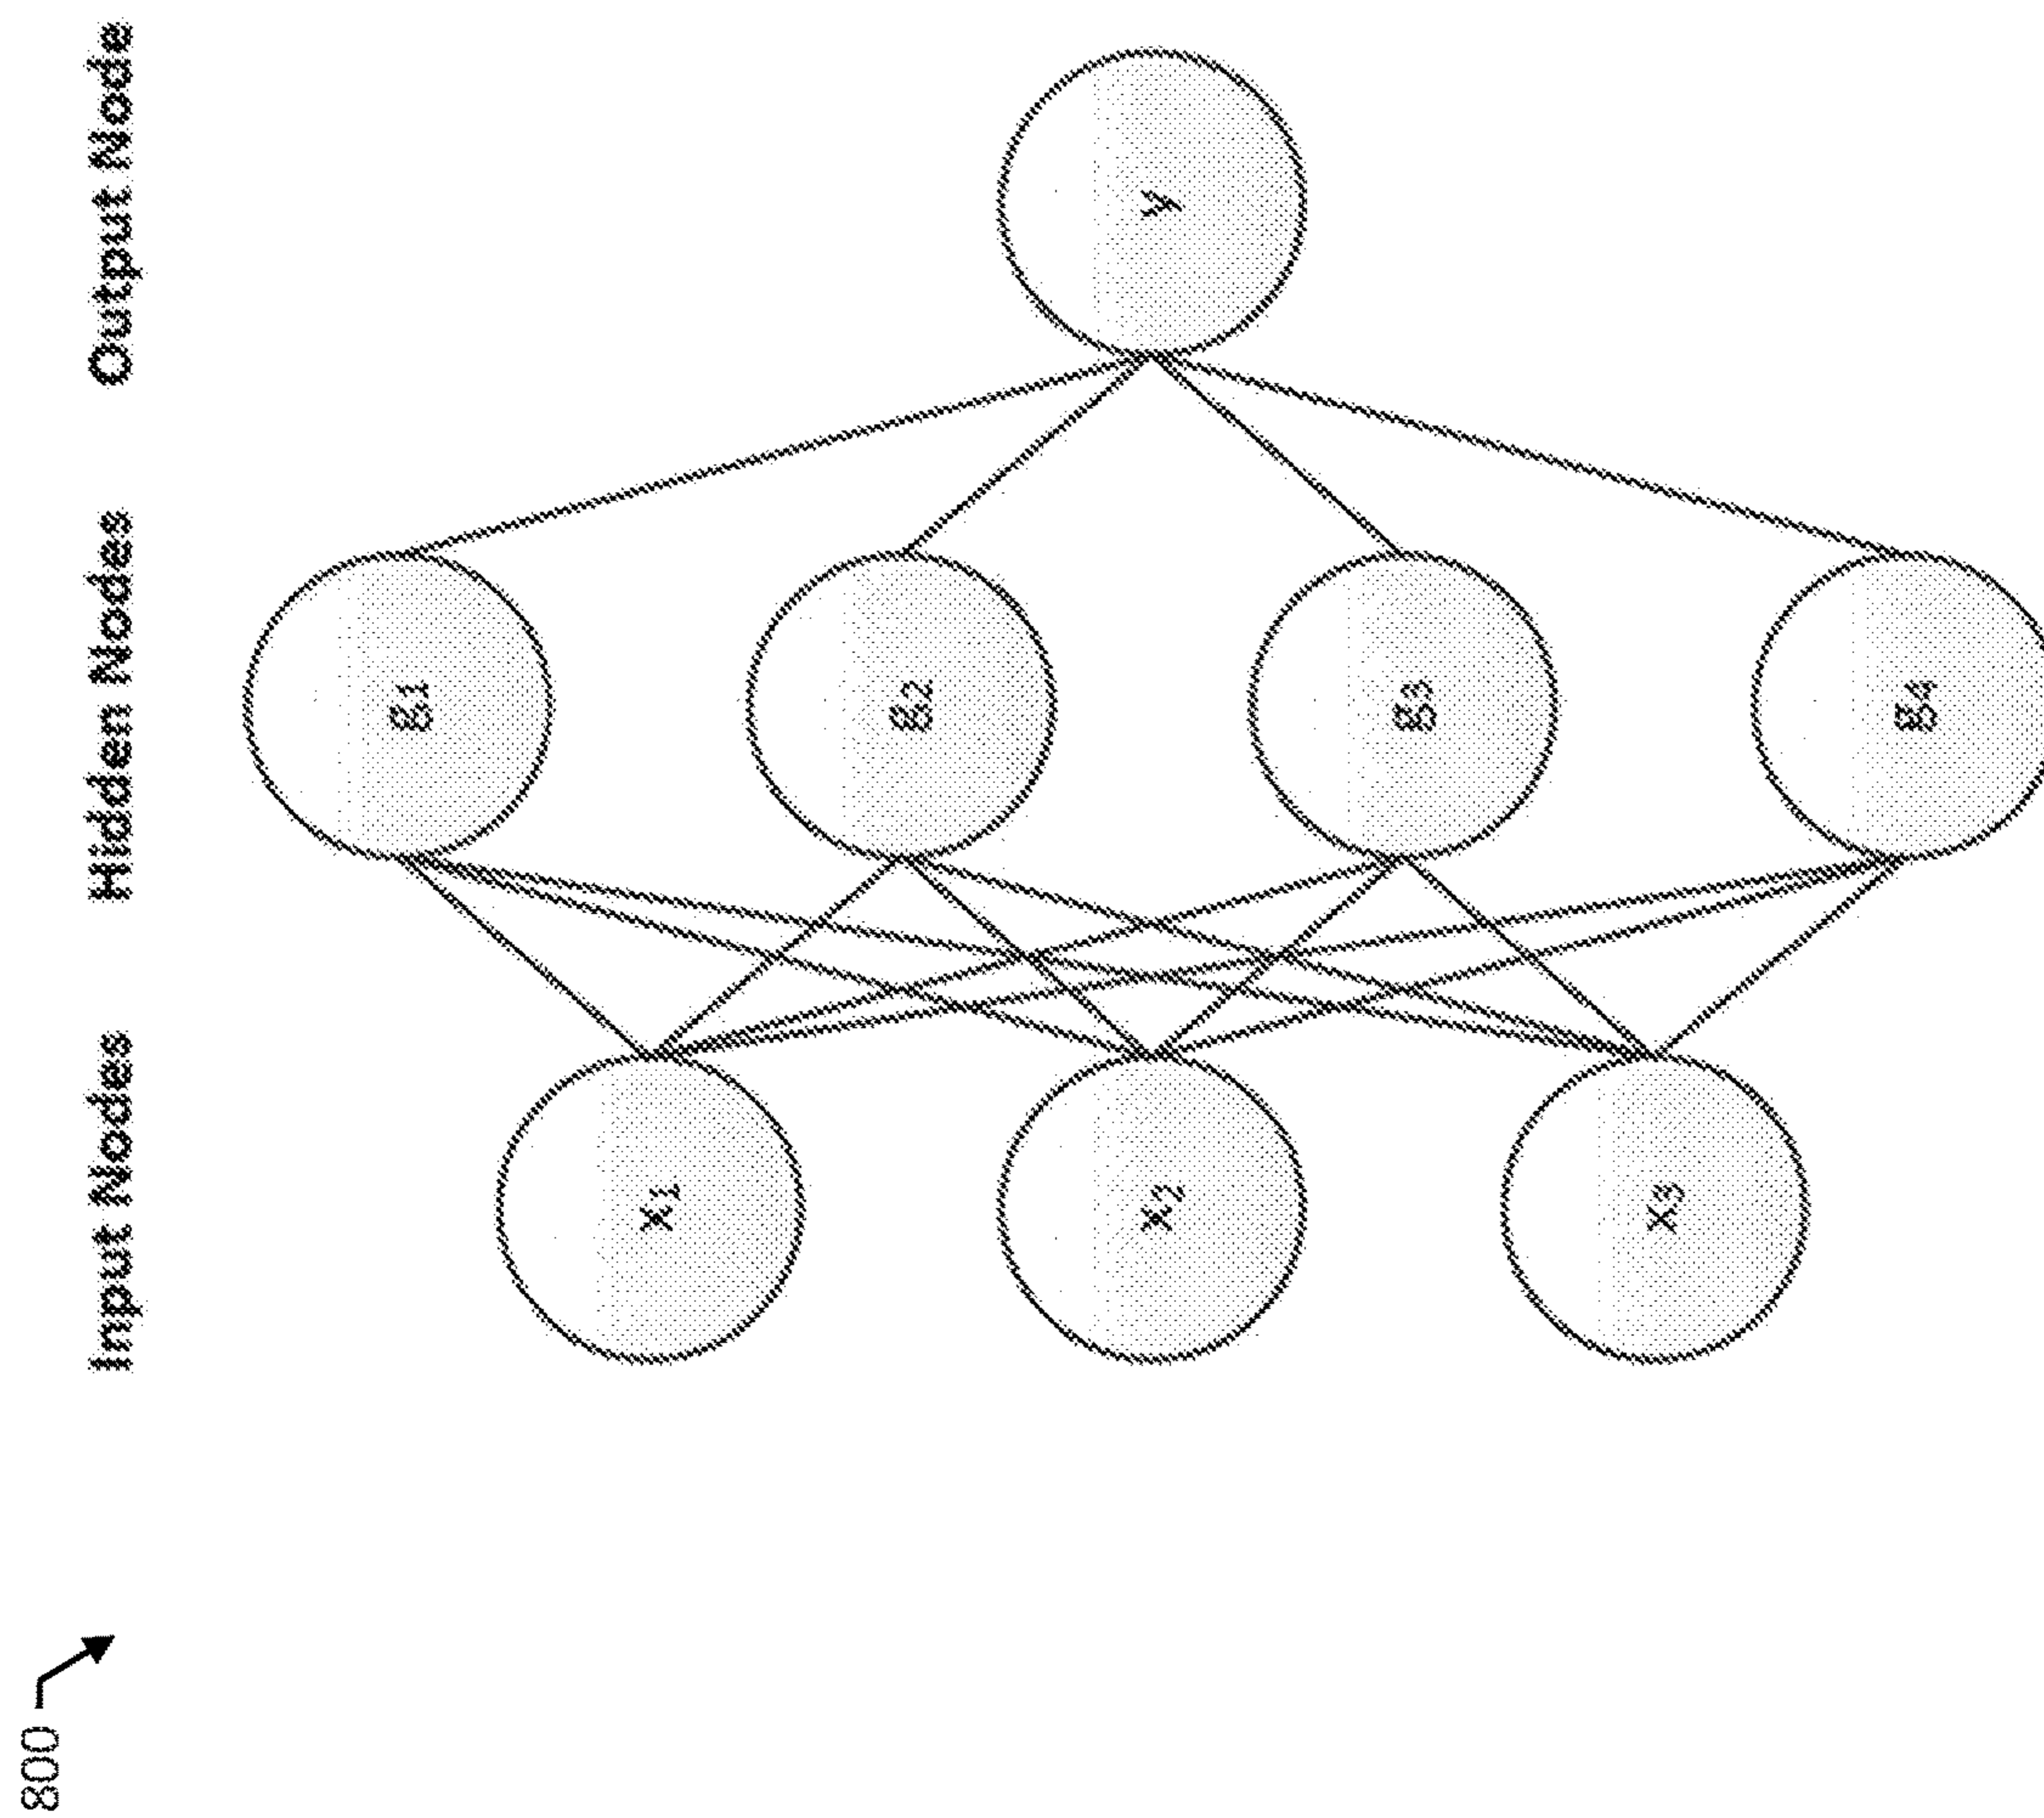 800
Input Nodes
Hidden Nodes
Output Node
x1
x2
x3
g1
g2
g3
g4
y